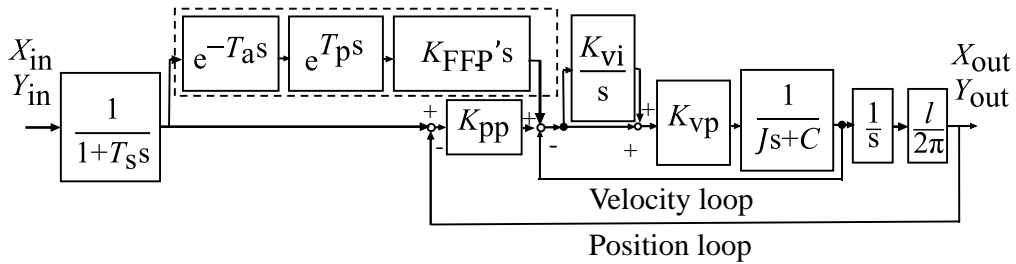 X_in
Y_in
1
1+T_s s
e^−T_a s
e^T_p s
K_FFP's
+
-
K_pp
+
-
K_vi
s
+
+
K_vp
1
Js+C
1
s
l
2π
X_out
Y_out
Velocity loop
Position loop